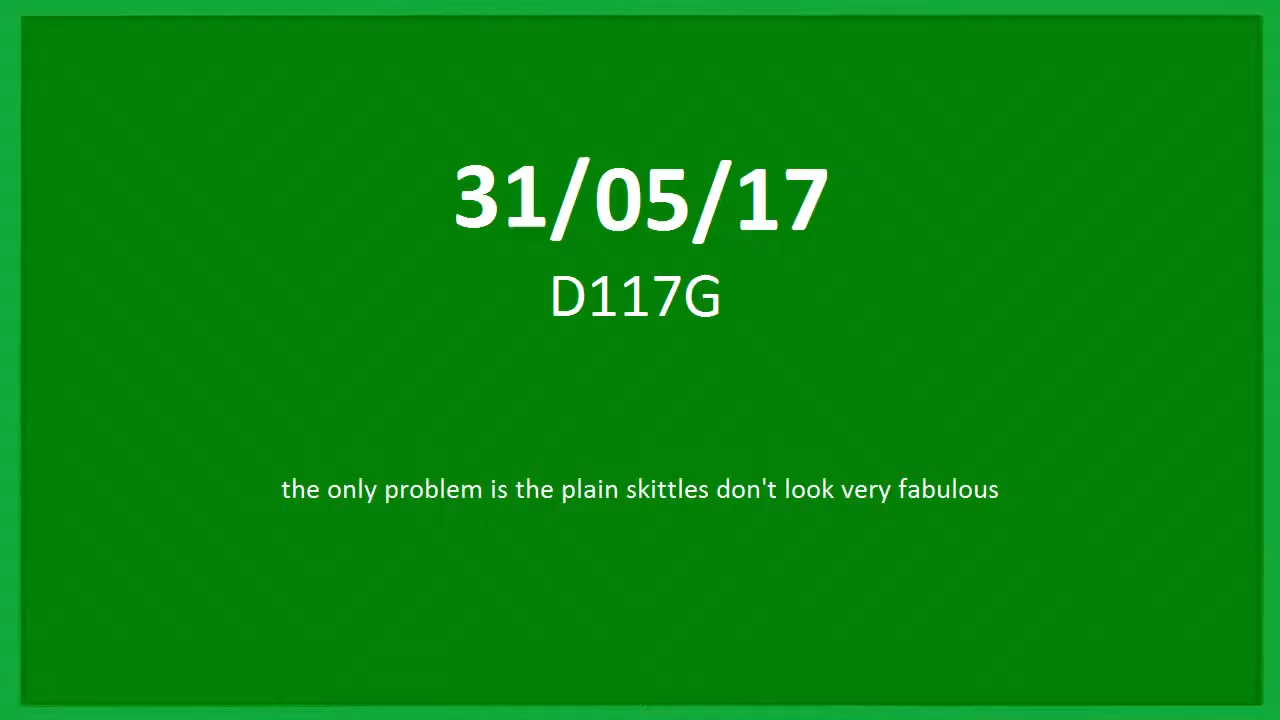 31/05/17
D117G
the only problem is the plain skittles don't look very fabulous